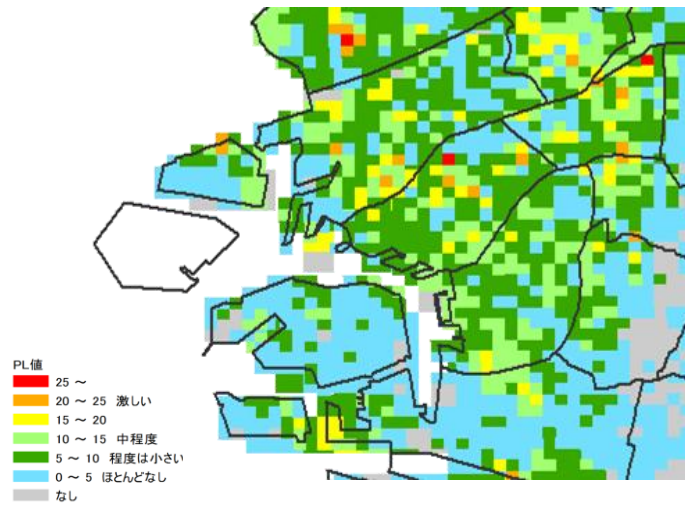 PL値
25 ～
20 ～ 25 激しい
15 ～ 20
10 ～ 15 中程度
5 ～ 10 程度は小さい
0 ～ 5 ほとんどなし
なし